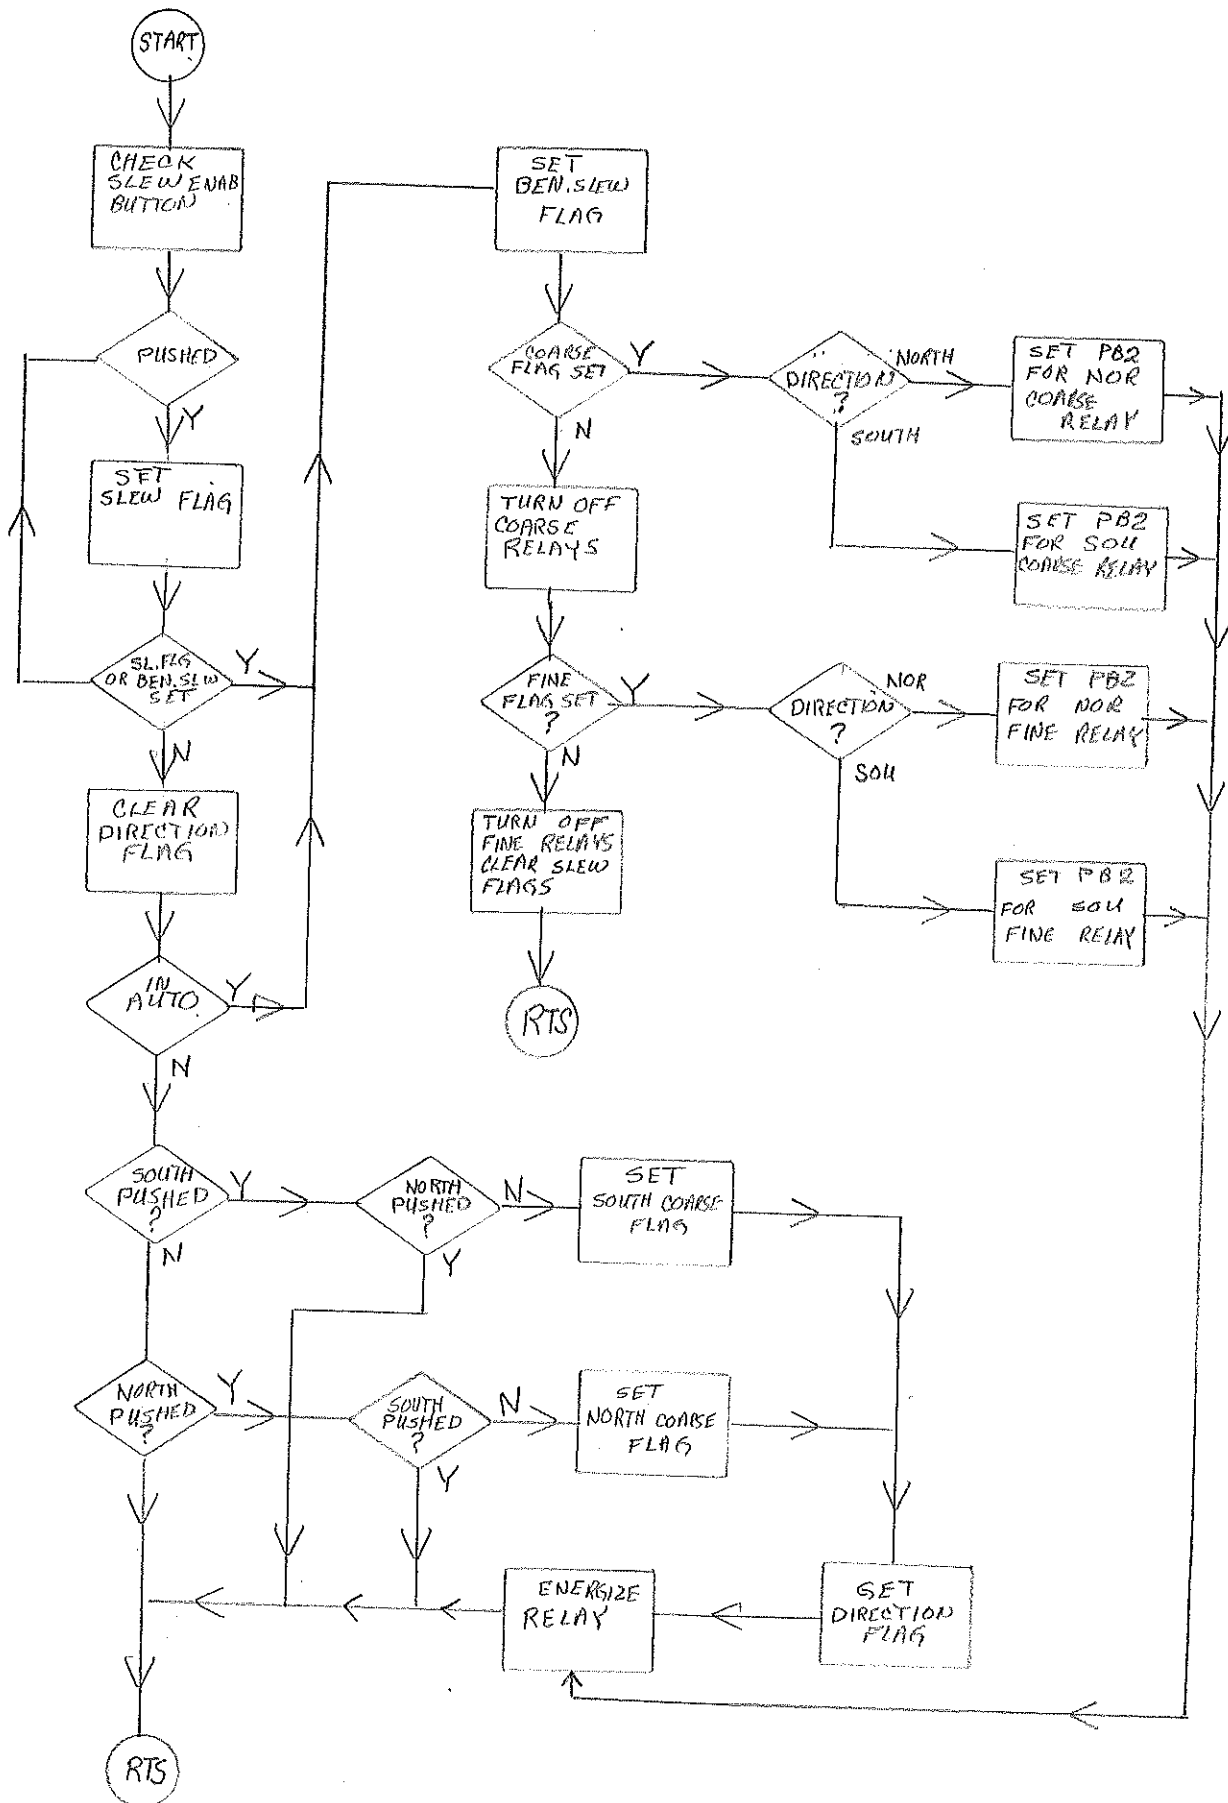 START
CHECK
SLEW ENAB
BUTTON
PUSHED
Y
SET
SLEW FLAG
SL.FLG
OR BEN.SLW
SET
Y
N
CLEAR
DIRECTION
FLAG
IN
AUTO.
Y
N
SOUTH
PUSHED
?
Y
N
NORTH
PUSHED
?
N
Y
SET
SOUTH COARSE
FLAG
NORTH
PUSHED
?
Y
SOUTH
PUSHED
?
N
Y
SET
NORTH COARSE
FLAG
ENERGIZE
RELAY
DIRECTION
FLAG
RTS
SET
BEN.SLEW
FLAG
COARSE
FLAG SET
Y
N
DIRECTION
?
NORTH
SOUTH
SET PB2
FOR NOR
COARSE
RELAY
SET PB2
FOR SOU
COARSE RELAY
TURN OFF
COARSE
RELAYS
FINE
FLAG SET
?
Y
N
DIRECTION
?
NOR
SOU
SET PB2
FOR NOR
FINE RELAY
SET PB2
FOR SOU
FINE RELAY
TURN OFF
FINE RELAYS
CLEAR SLEW
FLAGS
RTS